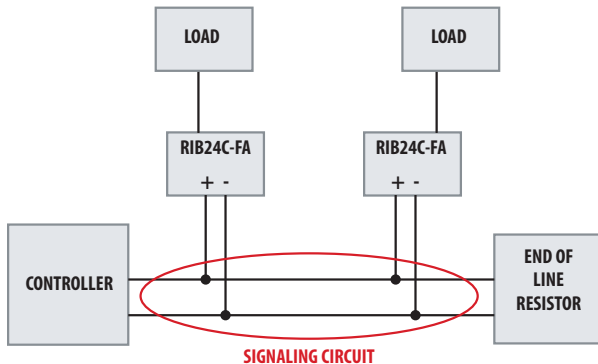 LOAD
LOAD
RIB24C-FA
+ -
RIB24C-FA
+ -
CONTROLLER
END OF
LINE
RESISTOR
SIGNALING CIRCUIT